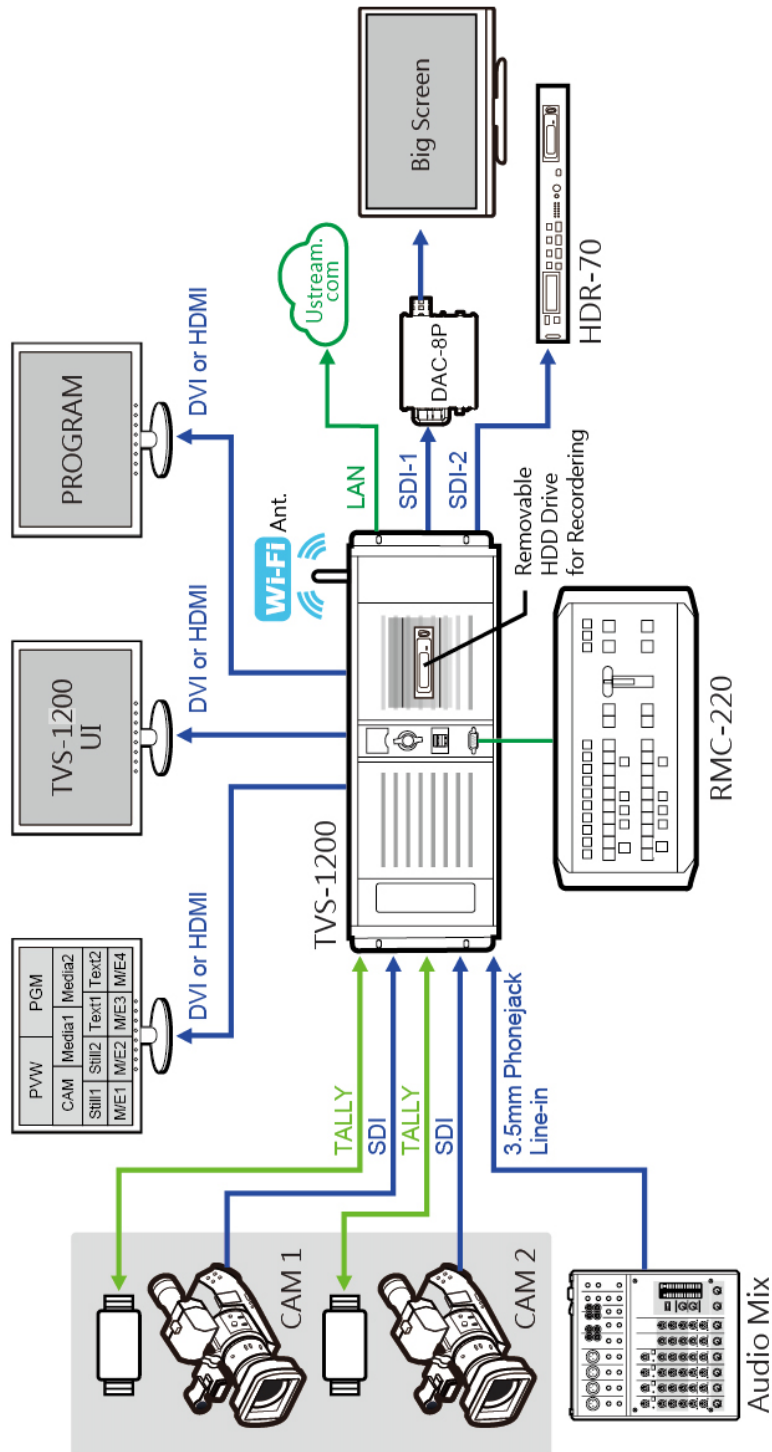 PVW
PGM
CAM
Media1
Media2
Still1
Still2
Text1
Text2
M/E1
M/E2
M/E3
M/E4
TVS-1200
UI
PROGRAM
DVI or HDMI
DVI or HDMI
DVI or HDMI
Wi-Fi
Ant.
TALLY
SDI
TALLY
SDI
3.5mm Phonejack
Line-in
CAM 1
CAM 2
Audio Mix
TVS-1200
LAN
SDI-1
SDI-2
Ustream.
com
DAC-8P
Big Screen
HDR-70
Removable
HDD Drive
for Recordering
RMC-220